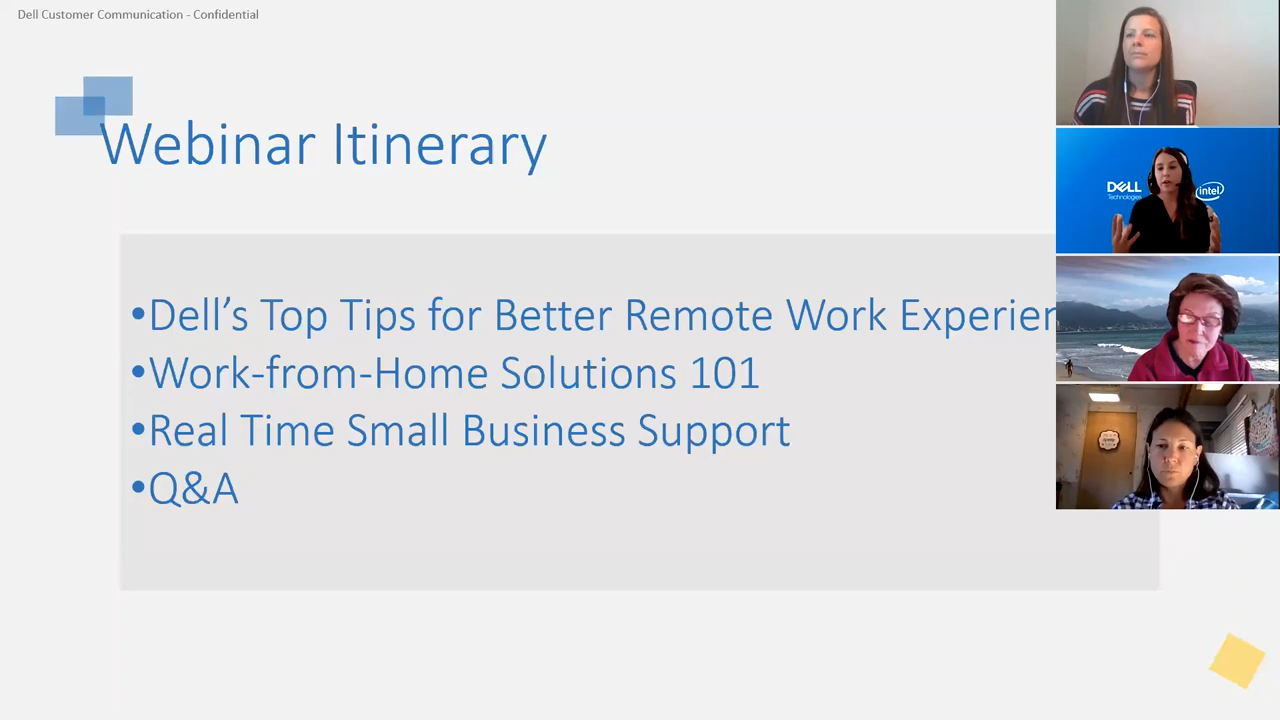 Dell Customer Communication - Confidential
Webinar Itinerary
•Dell's Top Tips for Better Remote Work Experien
•Work-from-Home Solutions 101
•Real Time Small Business Support
•Q&A
DELL
Technologies
intel